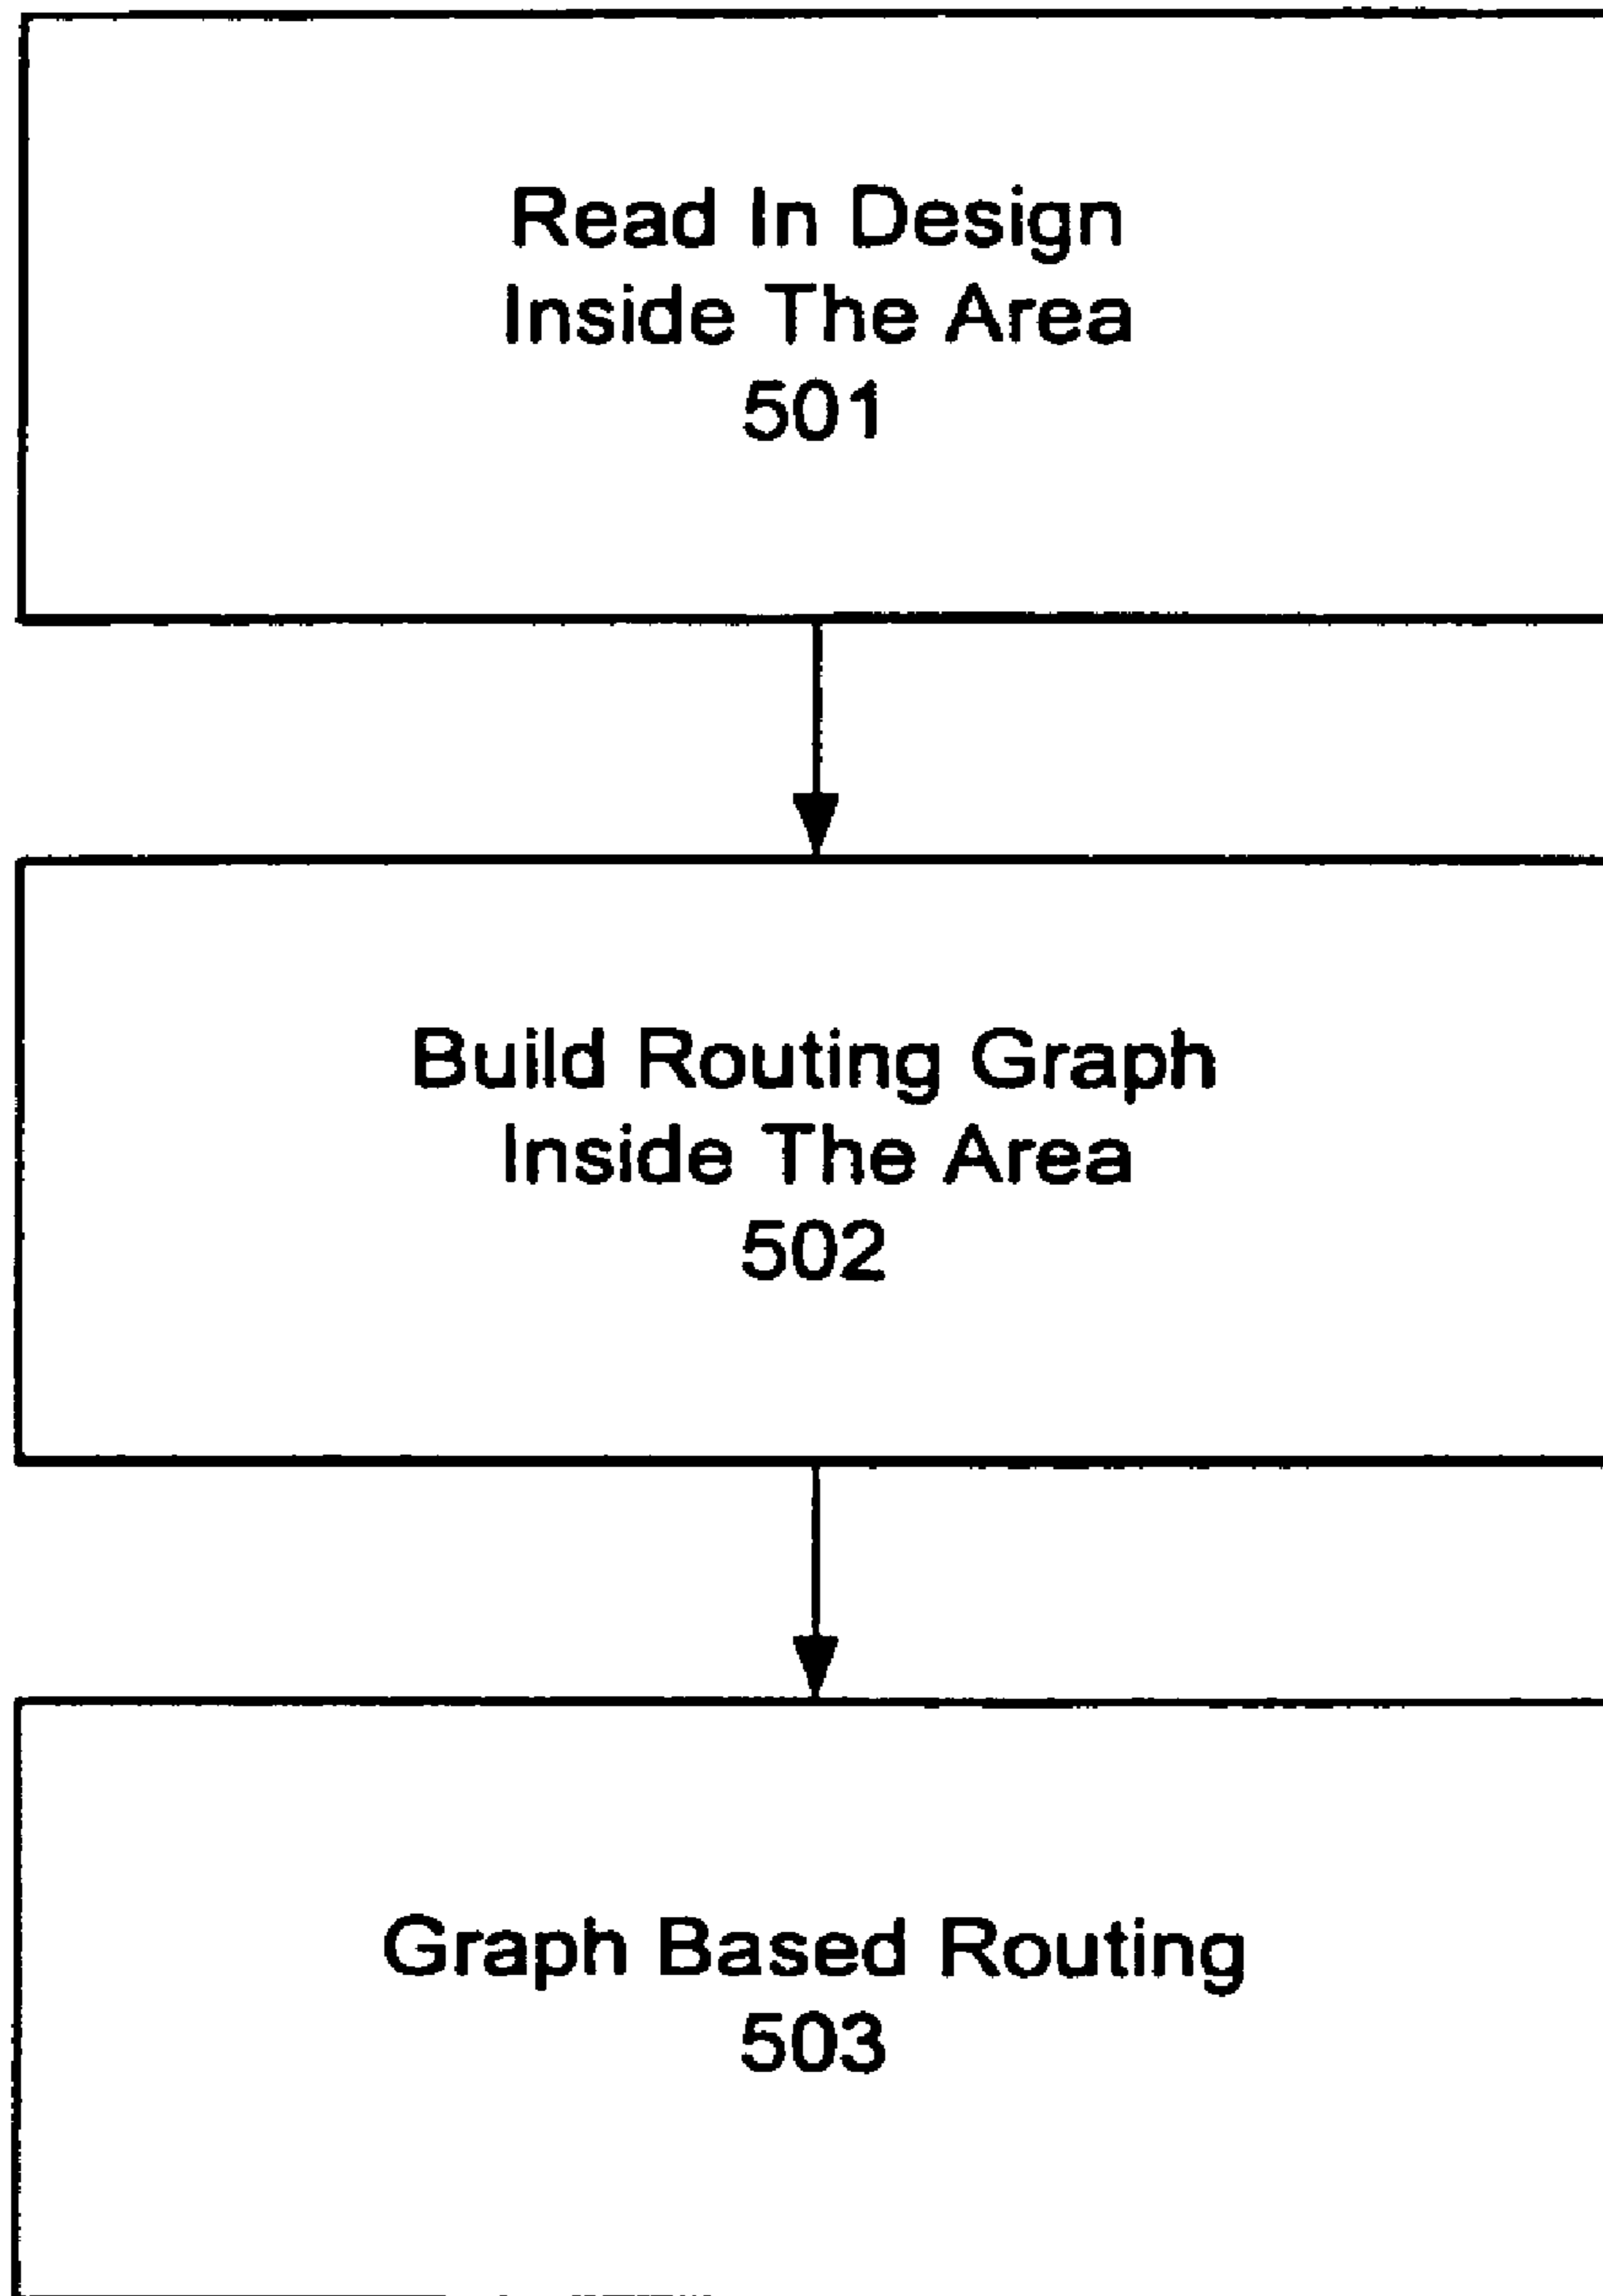 Read In Design
Inside The Area
501
Build Routing Graph
Inside The Area
502
Graph Based Routing
503